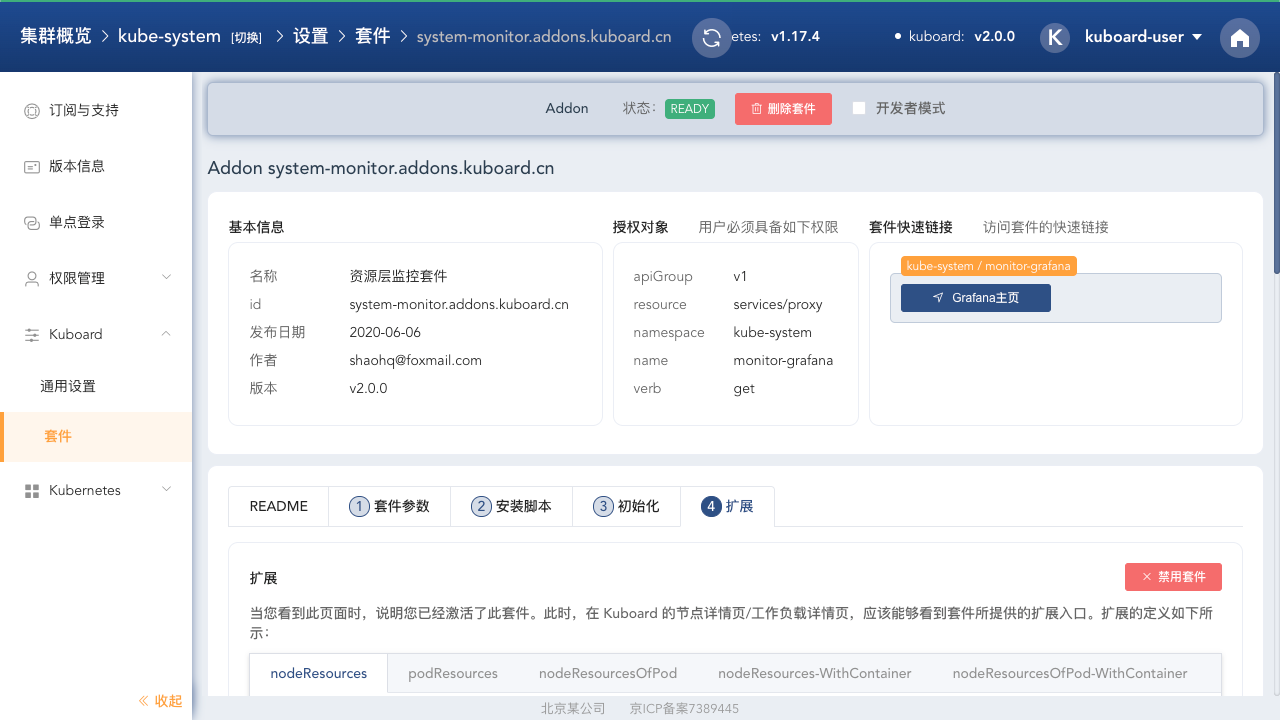 集群概览 > kube-system [切换] > 设置 > 套件 > system-monitor.addons.kuboard.cn etes: v1.17.4 • kuboard: v2.0.0 K kuboard-user
订阅与支持
版本信息
单点登录
权限管理
Kuboard
通用设置
套件
Kubernetes
收起
Addon 状态: READY 删除套件 开发者模式
Addon system-monitor.addons.kuboard.cn
基本信息
名称 资源层监控套件
id system-monitor.addons.kuboard.cn
发布日期 2020-06-06
作者 shaohq@foxmail.com
版本 v2.0.0
授权对象 用户必须具备如下权限
apiGroup v1
resource services/proxy
namespace kube-system
name monitor-grafana
verb get
套件快速链接 访问套件的快速链接
kube-system / monitor-grafana
Grafana主页
README 1 套件参数 2 安装脚本 3 初始化 4 扩展
扩展 禁用套件
当您看到此页面时，说明您已经激活了此套件。此时，在 Kuboard 的节点详情页/工作负载详情页，应该能够看到套件所提供的扩展入口。扩展的定义如下所
示：
nodeResources podResources nodeResourcesOfPod nodeResources-WithContainer nodeResourcesOfPod-WithContainer
北京某公司 京ICP备案7389445